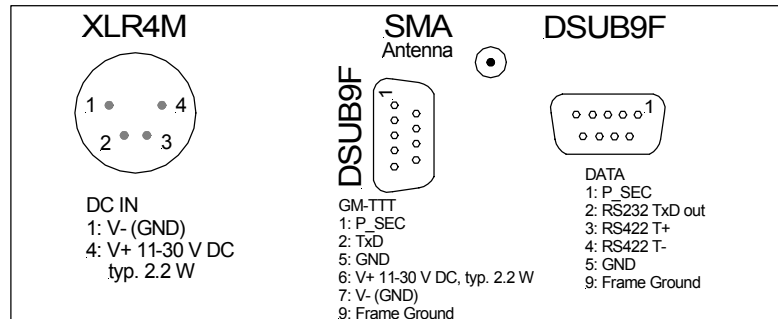 XLR4M
1
4
2
3
DC IN
1: V- (GND)
4: V+ 11-30 V DC
typ. 2.2 W
SMA
Antenna
DSUB9F
1
GM-TTT
1: P_SEC
2: TxD
5: GND
6: V+ 11-30 V DC, typ. 2.2 W
7: V- (GND)
9: Frame Ground
DSUB9F
1
DATA
1: P_SEC
2: RS232 TxD out
3: RS422 T+
4: RS422 T-
5: GND
9: Frame Ground